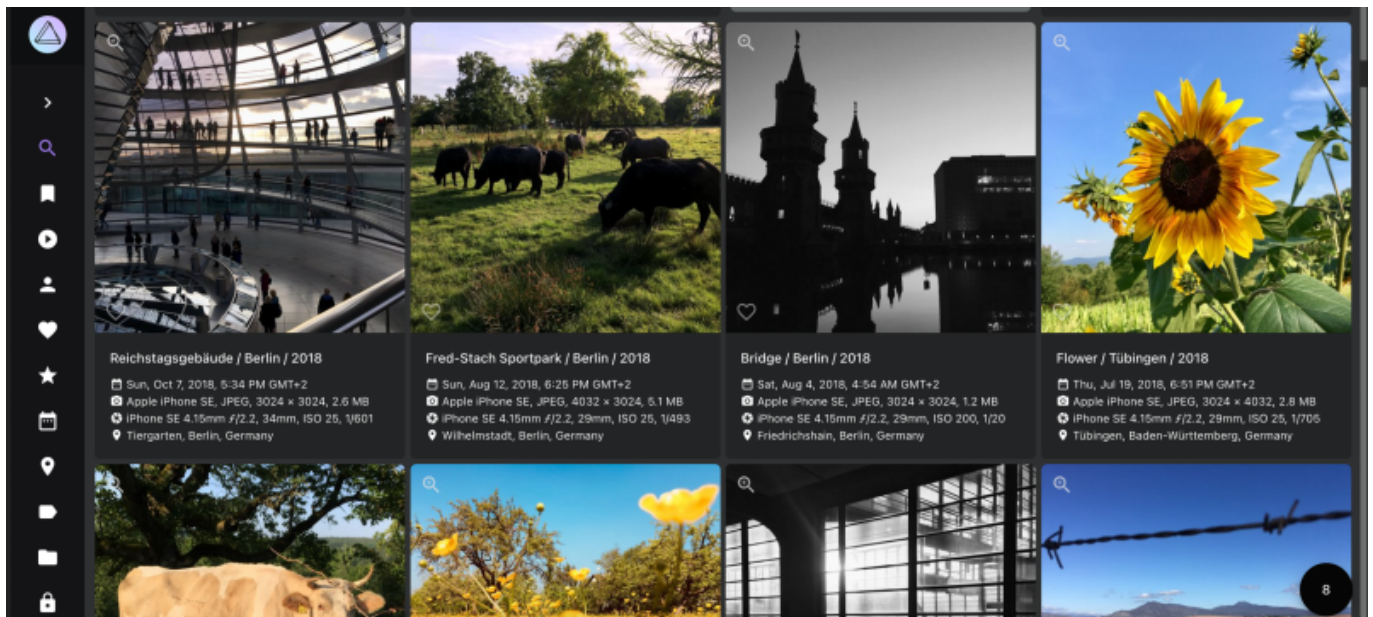 Reichstagsgebäude / Berlin / 2018
Sun, Oct 7, 2018, 5:34 PM GMT+2
Apple iPhone SE, JPEG, 3024 × 3024, 2.6 MB
iPhone SE 4.15mm ƒ/2.2, 34mm, ISO 25, 1/601
Tiergarten, Berlin, Germany
Fred-Stach Sportpark / Berlin / 2018
Sun, Aug 12, 2018, 6:25 PM GMT+2
Apple iPhone SE, JPEG, 4032 × 3024, 5.1 MB
iPhone SE 4.15mm ƒ/2.2, 29mm, ISO 25, 1/493
Wilhelmstadt, Berlin, Germany
Bridge / Berlin / 2018
Sat, Aug 4, 2018, 4:54 AM GMT+2
Apple iPhone SE, JPEG, 3024 × 3024, 1.2 MB
iPhone SE 4.15mm ƒ/2.2, 29mm, ISO 200, 1/20
Friedrichshain, Berlin, Germany
Flower / Tübingen / 2018
Thu, Jul 19, 2018, 6:51 PM GMT+2
Apple iPhone SE, JPEG, 3024 × 4032, 2.8 MB
iPhone SE 4.15mm ƒ/2.2, 29mm, ISO 25, 1/705
Tübingen, Baden-Württemberg, Germany
8